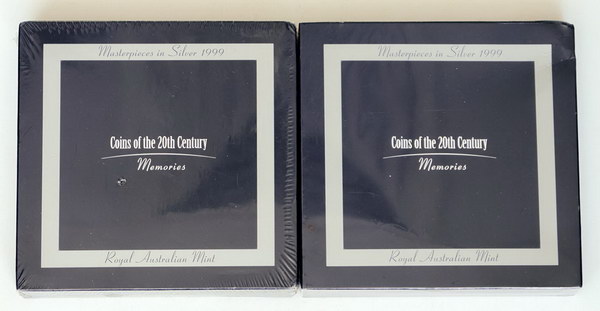 Masterpieces in Silver 1999
Coins of the 20th Century
Memories
Royal Australian Mint
Masterpieces in Silver 1999
Coins of the 20th Century
Memories
Royal Australian Mint